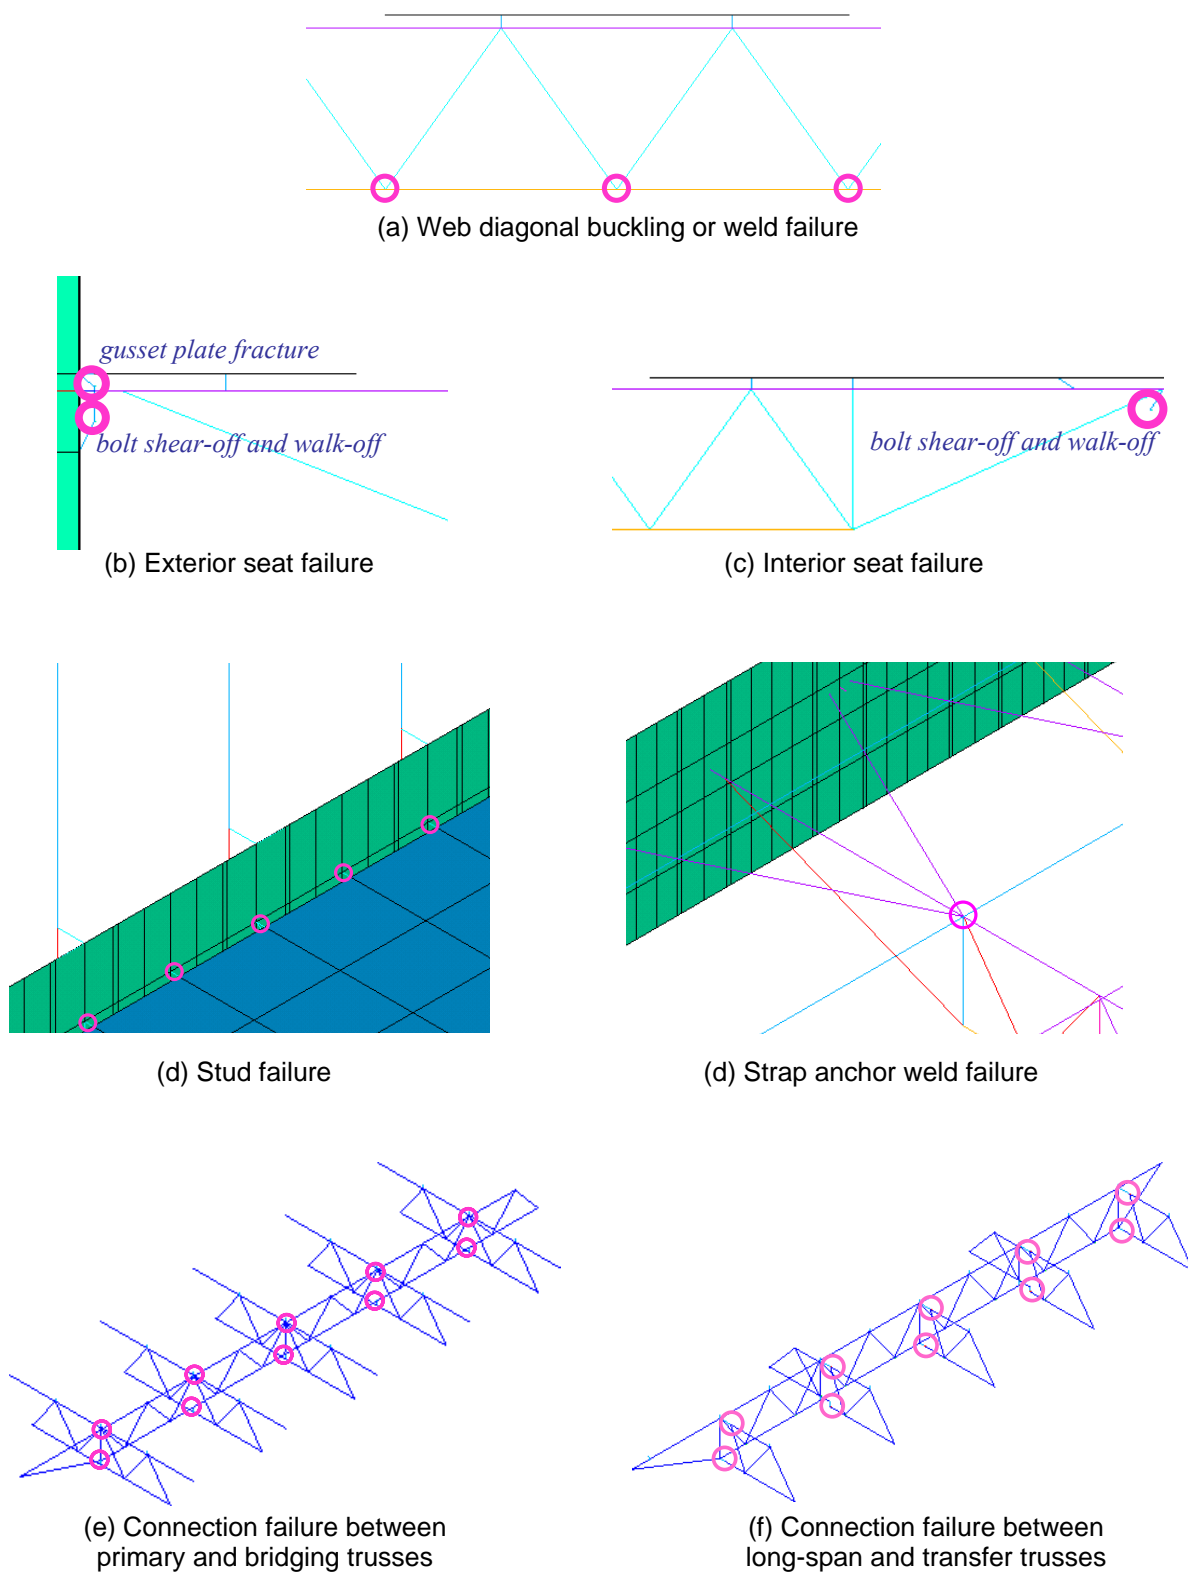 (a) Web diagonal buckling or weld failure
gusset plate fracture
bolt shear-off and walk-off
(b) Exterior seat failure
bolt shear-off and walk-off
(c) Interior seat failure
(d) Stud failure
(d) Strap anchor weld failure
(e) Connection failure between
primary and bridging trusses
(f) Connection failure between
long-span and transfer trusses